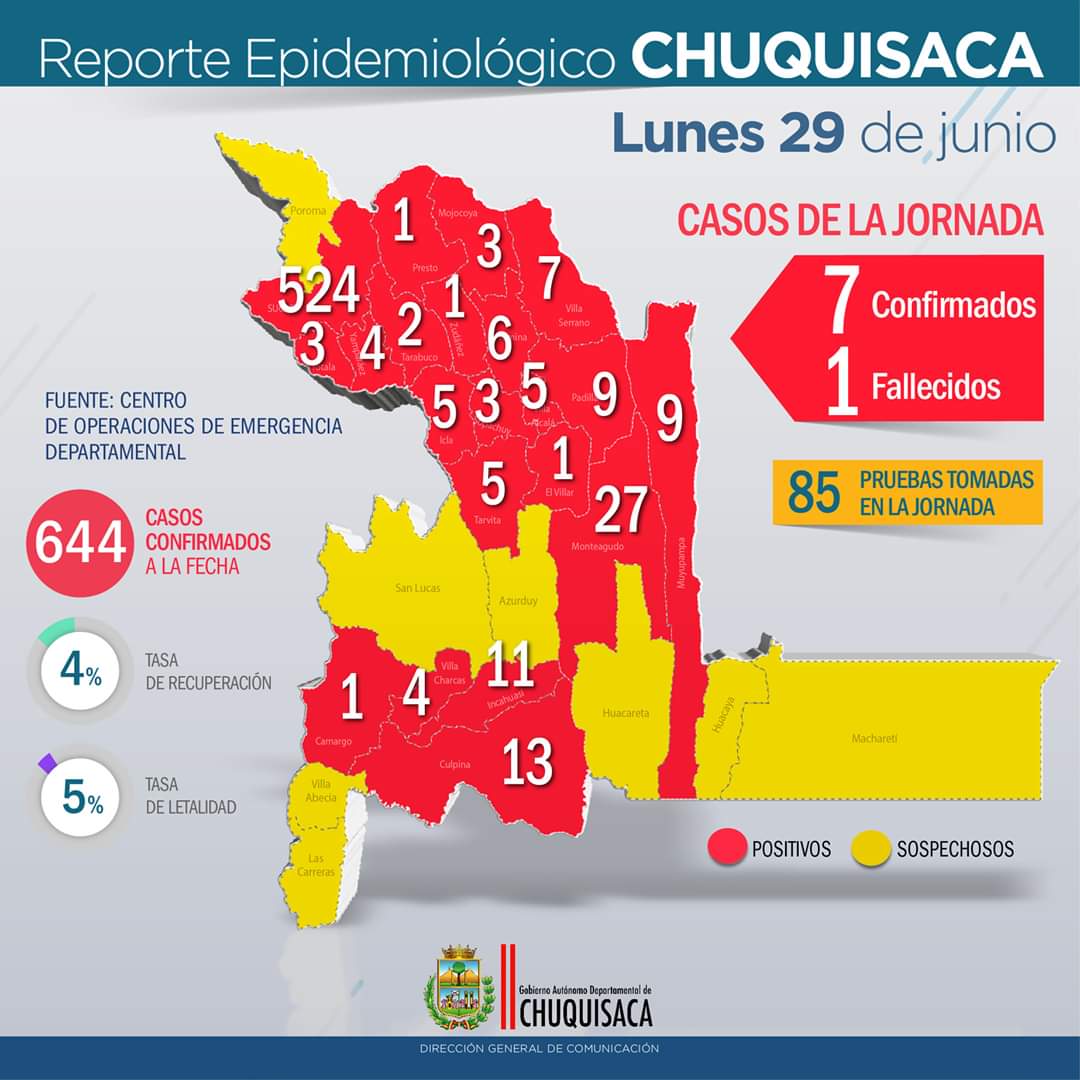 Reporte Epidemiológico CHUQUISACA
Lunes 29 de junio
CASOS DE LA JORNADA
7 Confirmados
1 Fallecidos
85 PRUEBAS TOMADAS
EN LA JORNADA
FUENTE: CENTRO
DE OPERACIONES DE EMERGENCIA
DEPARTAMENTAL
644 CASOS
CONFIRMADOS
A LA FECHA
4% TASA
DE RECUPERACIÓN
5% TASA
DE LETALIDAD
Poroma
1
Presto
Mojocoya
3
7
Villa
Serrano
524
3
4
Yamparáez
2
Tarabuco
1
Zudáñez
6
5
Icla
3
5
Alcalá
9
Padilla
9
Muyupampa
5
Tarvita
1
El Villar
27
Monteagudo
San Lucas
Azurduy
1
Camargo
4
Villa
Charcas
11
Incahuasi
13
Culpina
Huacareta
Huacaya
Machareti
Villa
Abecia
Las
Carreras
POSITIVOS
SOSPECHOSOS
Gobierno Autónomo Departamental de
CHUQUISACA
DIRECCIÓN GENERAL DE COMUNICACIÓN